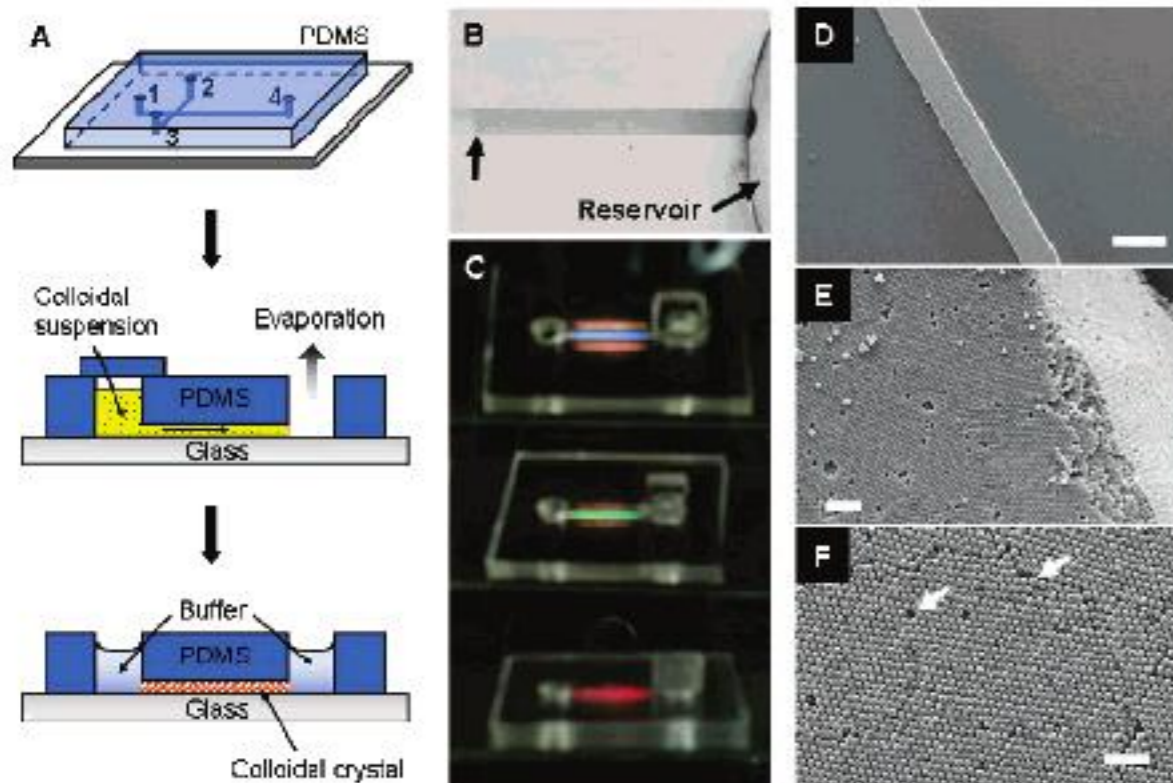 A
PDMS
1
2
4
3
Colloidal
suspension
Evaporation
PDMS
Glass
Buffer
PDMS
Glass
Colloidal crystal
B
Reservoir
C
D
E
F